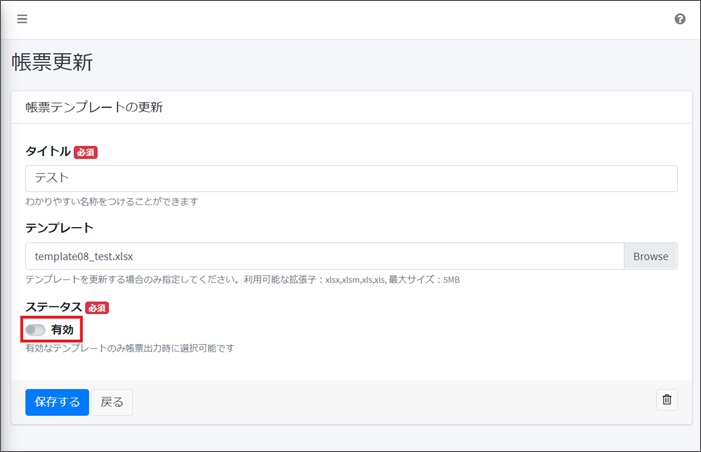 帳票更新
帳票テンプレートの更新
タイトル 必須
テスト
わかりやすい名称をつけることができます
テンプレート
template08_test.xlsx Browse
テンプレートを更新する場合のみ指定してください。利用可能な拡張子：xlsx,xlsm,xls,xls, 最大サイズ：5MB
ステータス 必須
有効
有効なテンプレートのみ帳票出力時に選択可能です
保存する 戻る